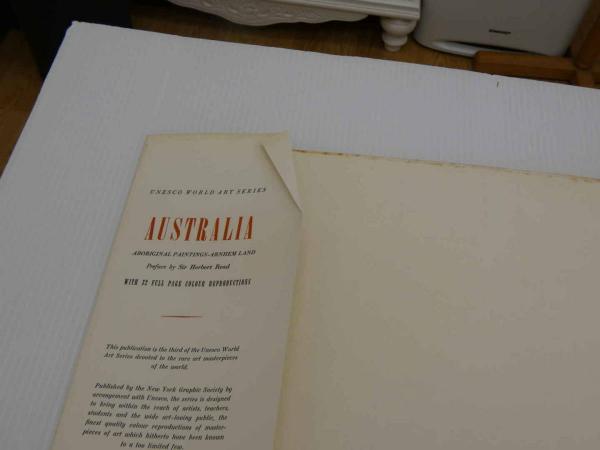 UNESCO WORLD ART SERIES
AUSTRALIA
ABORIGINAL PAINTINGS-ARNHEM LAND
Preface by Sir Herbert Read
WITH 32 FULL PAGE COLOUR REPRODUCTIONS
This publication is the third of the Unesco World
Art Series devoted to the rare art masterpieces
of the world.
Published by the New York Graphic Society by
arrangement with Unesco, the series is designed
to bring within the reach of artists, teachers,
students and the wide art-loving public, the
finest quality colour reproductions of master-
pieces of art which hitherto have been known
to a too limited few.